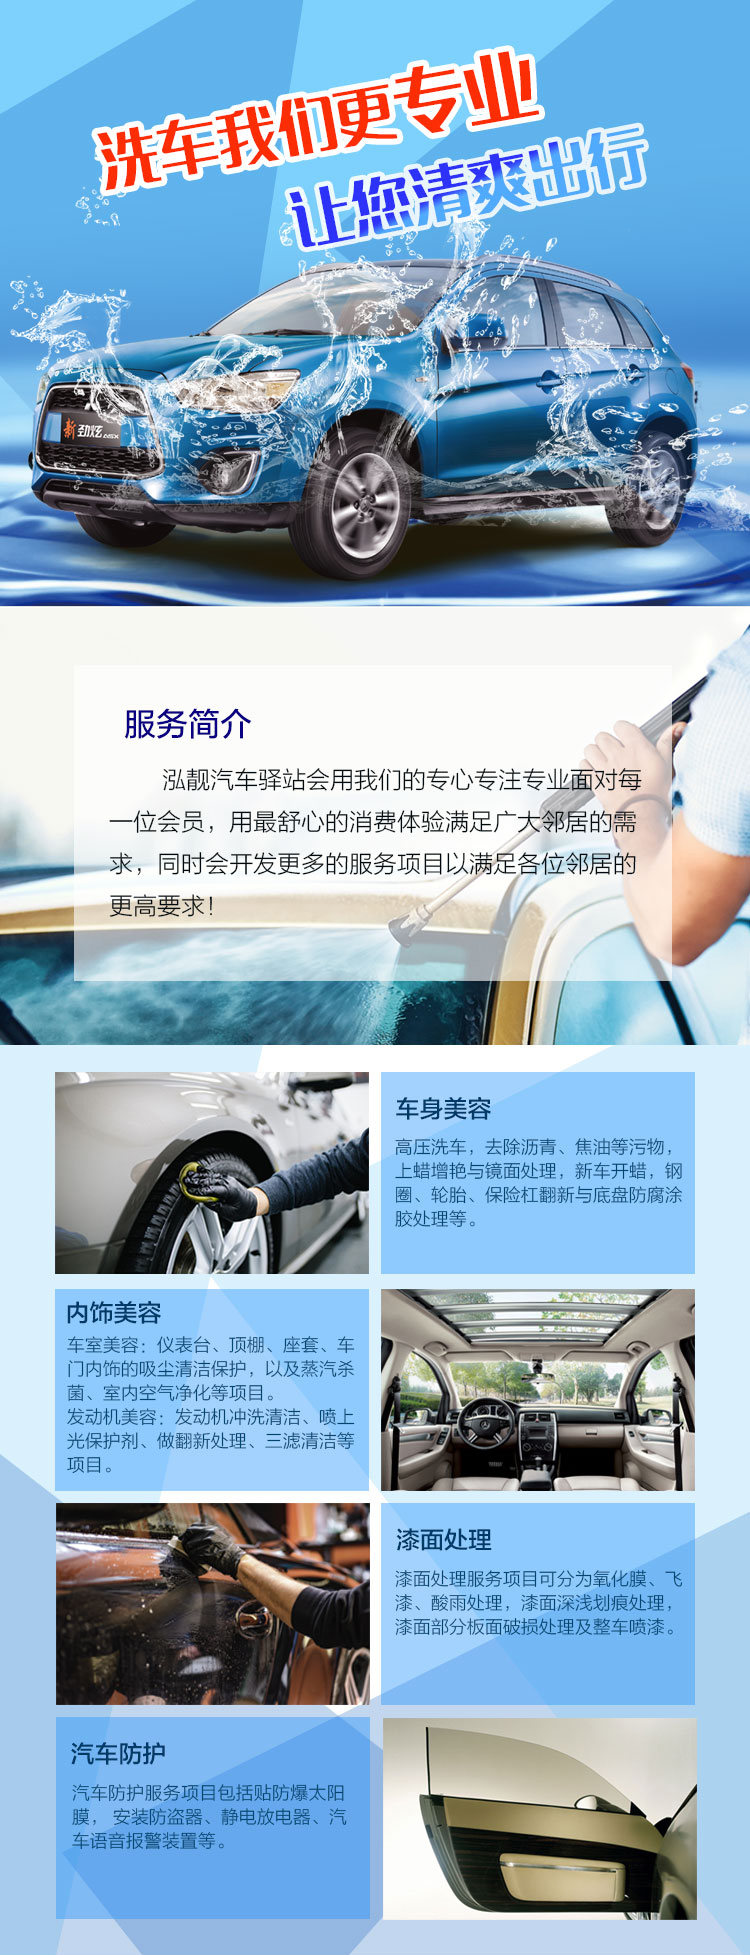 洗车我们更专业
让您清爽出行
新劲炫ASX
服务简介
泓靓汽车驿站会用我们的专心专注专业面对每
一位会员，用最舒心的消费体验满足广大邻居的需
求，同时会开发更多的服务项目以满足各位邻居的
更高要求！
车身美容
高压洗车，去除沥青、焦油等污物，
上蜡增艳与镜面处理，新车开蜡，钢
圈、轮胎、保险杠翻新与底盘防腐涂
胶处理等。
内饰美容
车室美容：仪表台、顶棚、座套、车
门内饰的吸尘清洁保护，以及蒸汽杀
菌、室内空气净化等项目。
发动机美容：发动机冲洗清洁、喷上
光保护剂、做翻新处理、三滤清洁等
项目。
漆面处理
漆面处理服务项目可分为氧化膜、飞
漆、酸雨处理，漆面深浅划痕处理，
漆面部分板面破损处理及整车喷漆。
汽车防护
汽车防护服务项目包括贴防爆太阳
膜， 安装防盗器、静电放电器、汽
车语音报警装置等。